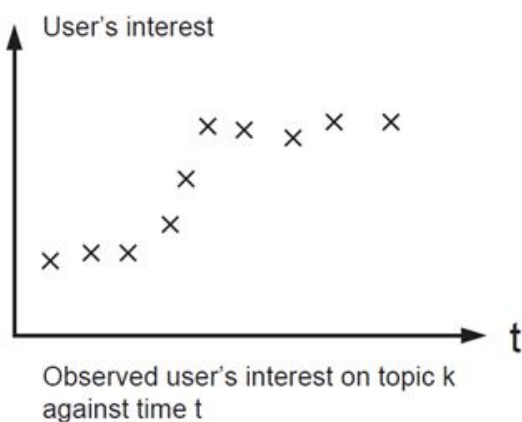 User's interest
t
Observed user's interest on topic k
against time t